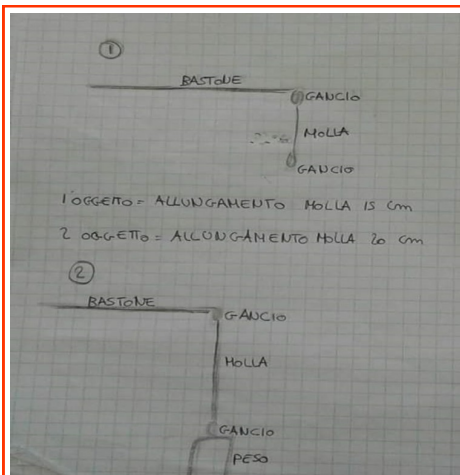 1
BASTONE
GANCIO
MOLLA
GANCIO
1 OGGETTO = ALLUNGAMENTO MOLLA 15 cm
2 OGGETTO = ALLUNGAMENTO MOLLA 20 cm
2
BASTONE
GANCIO
MOLLA
GANCIO
PESO